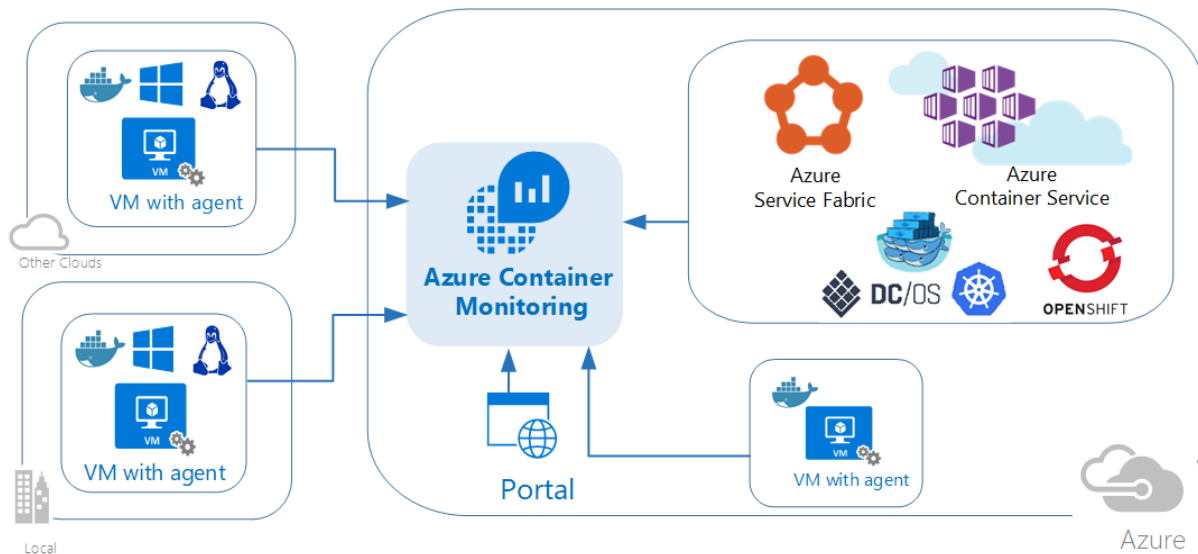 VM
VM with agent
Other Clouds
VM
VM with agent
Local
Azure Container
Monitoring
Portal
Azure
Service Fabric
Azure
Container Service
DC/OS
OPENSHIFT
VM
VM with agent
Azure